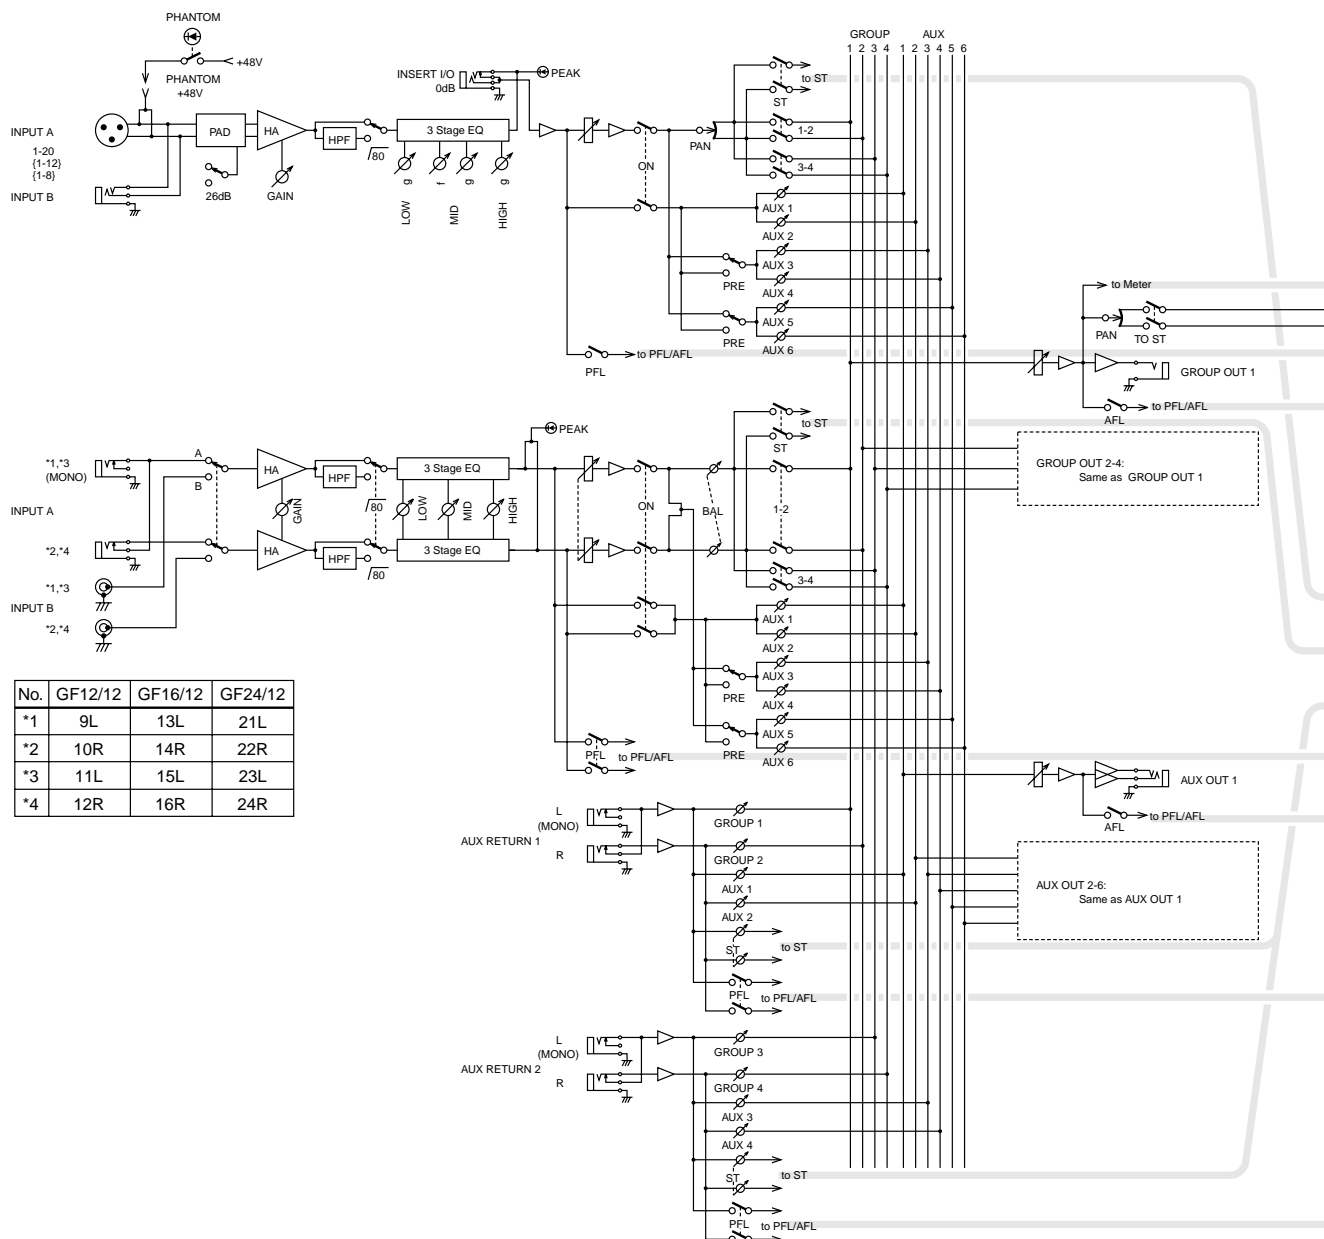 PHANTOM
+48V
PHANTOM
+48V
INPUT A
1-20
{1-12}
{1-8}
INPUT B
PAD
26dB
HA
GAIN
HPF
80
3 Stage EQ
g f g g
LOW MID HIGH
INSERT I/O
0dB
PEAK
ON
PAN
GROUP AUX
1 2 3 4 1 2 3 4 5 6
to ST
ST
1-2
3-4
AUX 1
AUX 2
AUX 3
PRE
AUX 4
AUX 5
PRE
AUX 6
PFL
to PFL/AFL
to Meter
PAN
TO ST
GROUP OUT 1
AFL
to PFL/AFL
GROUP OUT 2-4:
Same as GROUP OUT 1
*1,*3
(MONO)
INPUT A
*2,*4
*1,*3
INPUT B
*2,*4
A
B
HA
GAIN
HA
HPF
80
HPF
80
3 Stage EQ
LOW MID HIGH
3 Stage EQ
PEAK
ON
BAL
to ST
ST
1-2
3-4
AUX 1
AUX 2
AUX 3
PRE
AUX 4
AUX 5
PRE
AUX 6
PFL
to PFL/AFL
No. GF12/12 GF16/12 GF24/12
*1 9L 13L 21L
*2 10R 14R 22R
*3 11L 15L 23L
*4 12R 16R 24R
AUX OUT 1
AFL
to PFL/AFL
AUX OUT 2-6:
Same as AUX OUT 1
AUX RETURN 1
L
(MONO)
R
GROUP 1
GROUP 2
AUX 1
AUX 2
ST
to ST
PFL
to PFL/AFL
AUX RETURN 2
L
(MONO)
R
GROUP 3
GROUP 4
AUX 3
AUX 4
ST
to ST
PFL
to PFL/AFL